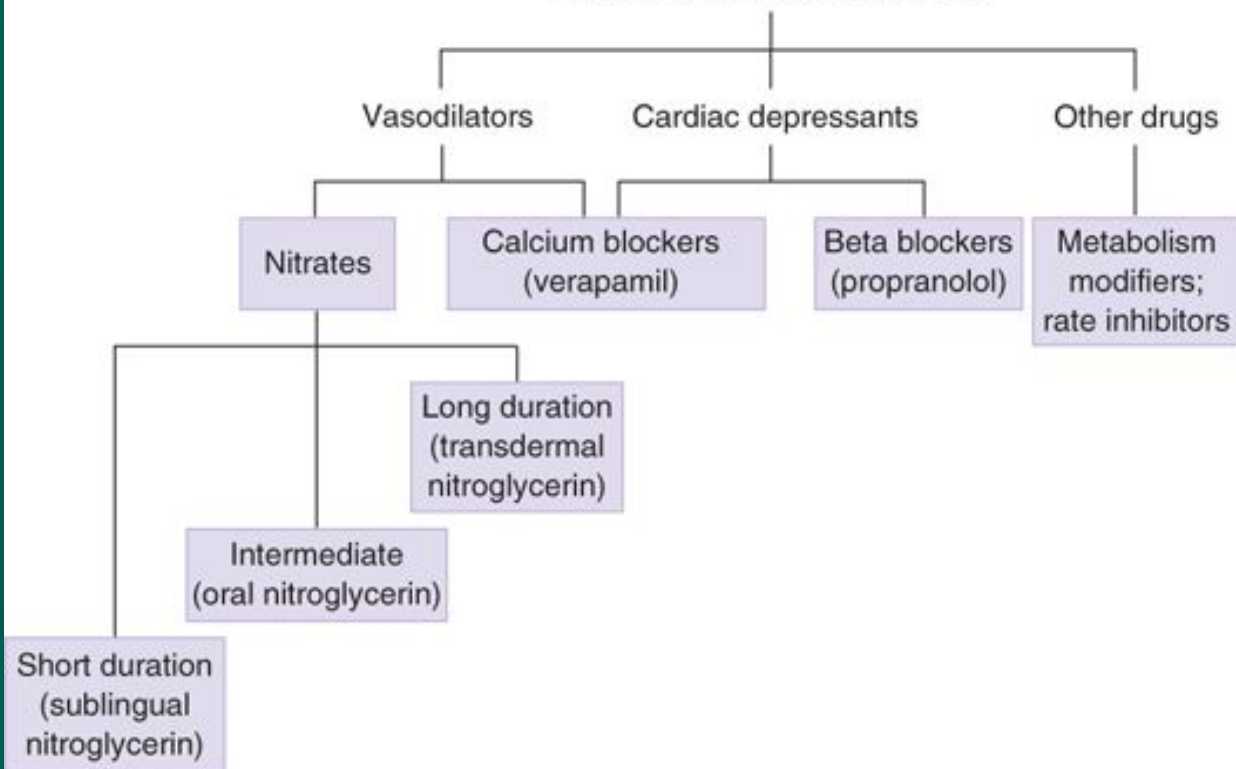 Vasodilators
Cardiac depressants
Other drugs
Nitrates
Calcium blockers
(verapamil)
Beta blockers
(propranolol)
Metabolism
modifiers;
rate inhibitors
Long duration
(transdermal
nitroglycerin)
Intermediate
(oral nitroglycerin)
Short duration
(sublingual
nitroglycerin)